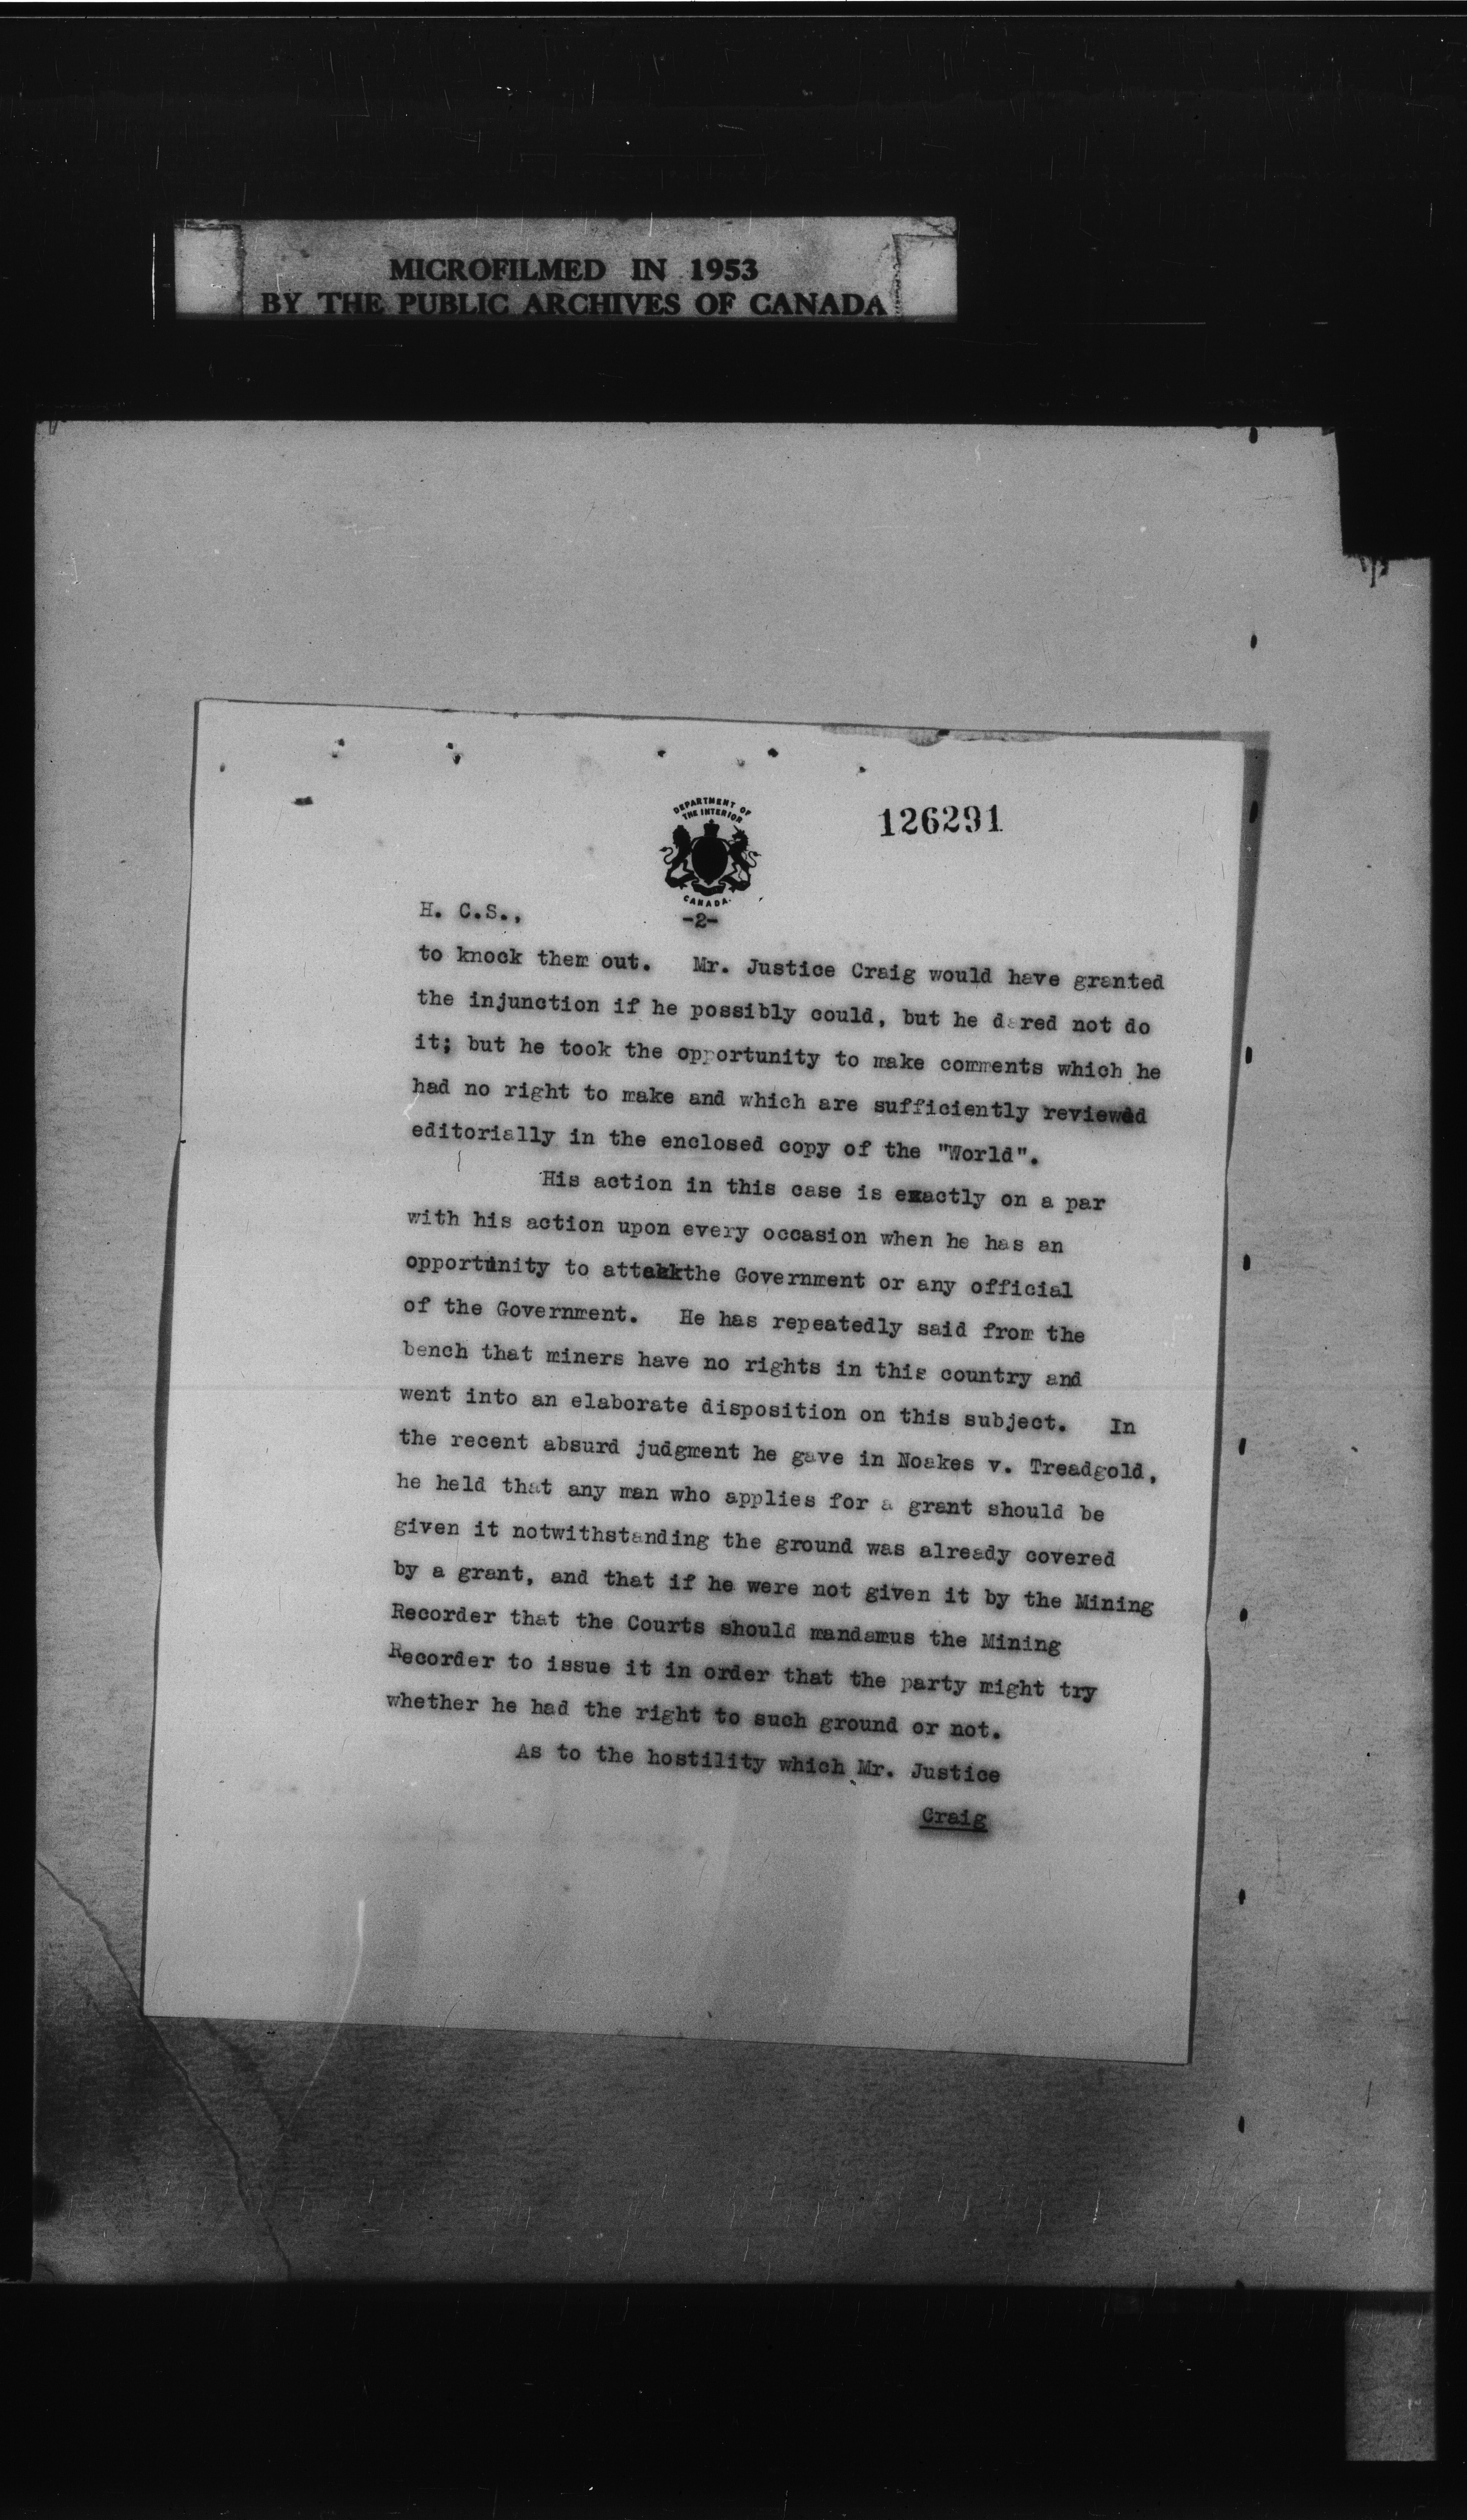 MICROFILMED IN 1953
BY THE PUBLIC ARCHIVES OF CANADA
DEPARTMENT OF
THE INTERIOR
CANADA.
126291
H. C.S.,
-2-
to knock them out. Mr. Justice Craig would have granted
the injunction if he possibly could, but he dared not do
it; but he took the opportunity to make comments which he
had no right to make and which are sufficiently reviewed
editorially in the enclosed copy of the "World".
His action in this case is exactly on a par
with his action upon every occasion when he has an
opportunity to attakkthe Government or any official
of the Government. He has repeatedly said from the
bench that miners have no rights in this country and
went into an elaborate disposition on this subject. In
the recent absurd judgment he gave in Noakes v. Treadgold,
he held that any man who applies for a grant should be
given it notwithstanding the ground was already covered
by a grant, and that if he were not given it by the Mining
Recorder that the Courts should mandamus the Mining
Recorder to issue it in order that the party might try
whether he had the right to such ground or not.
As to the hostility which Mr. Justice
Craig